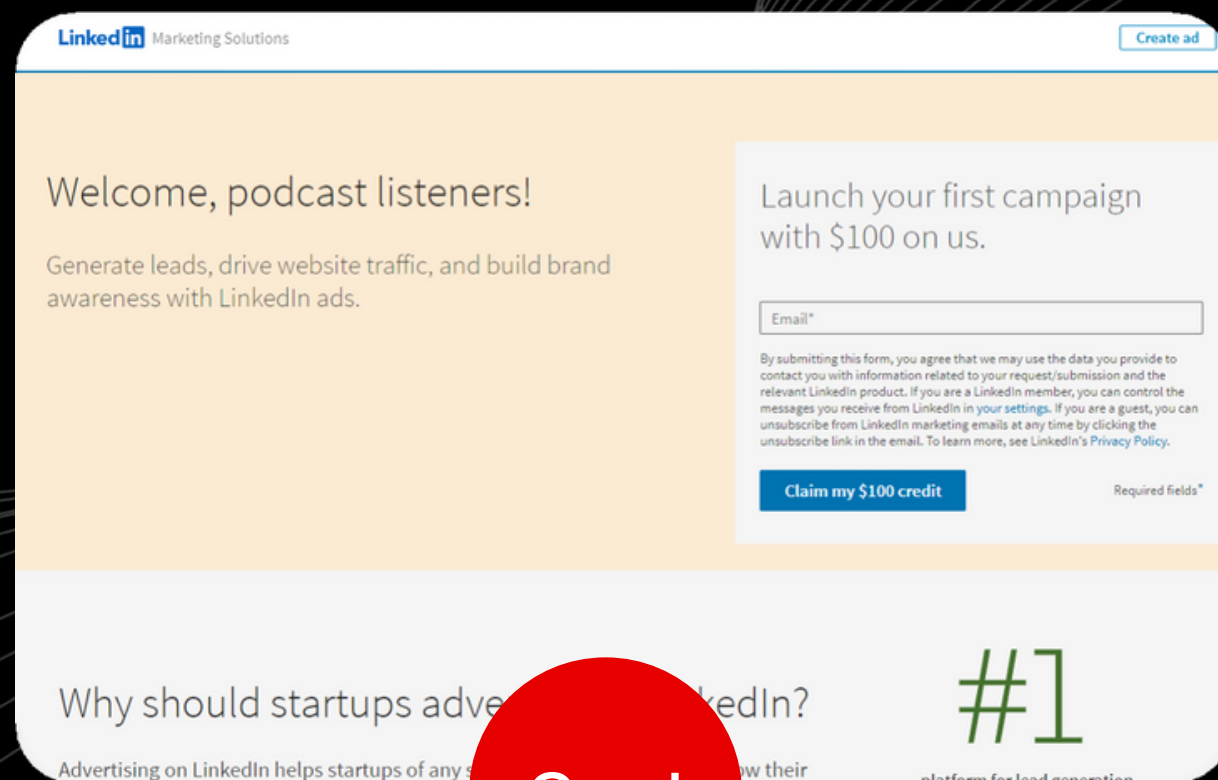 Linked in Marketing Solutions
Create ad
Welcome, podcast listeners!
Generate leads, drive website traffic, and build brand
awareness with LinkedIn ads.
Launch your first campaign
with $100 on us.
Email*
By submitting this form, you agree that we may use the data you provide to
contact you with information related to your request/submission and the
relevant LinkedIn product. If you are a LinkedIn member, you can control the
messages you receive from LinkedIn in your settings. If you are a guest, you can
unsubscribe from LinkedIn marketing emails at any time by clicking the
unsubscribe link in the email. To learn more, see LinkedIn's Privacy Policy.
Claim my $100 credit
Required fields*
Why should startups adve kedIn?
Advertising on LinkedIn helps startups of any their
#1
platform for lead generation